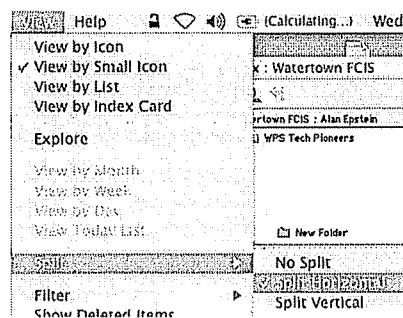 View Help (Calculating...) Wed
View by Icon
✓ View by Small Icon
View by List
View by Index Card
Explore
View by Month
View by Week
View by Day
View Today List
Split
Filter
Show Deleted Items
x : Watertown FCIS
rtown FCIS : Alan Epstein
WPS Tech Pioneers
New Folder
No Split
✓ Split Horizontal
Split Vertical